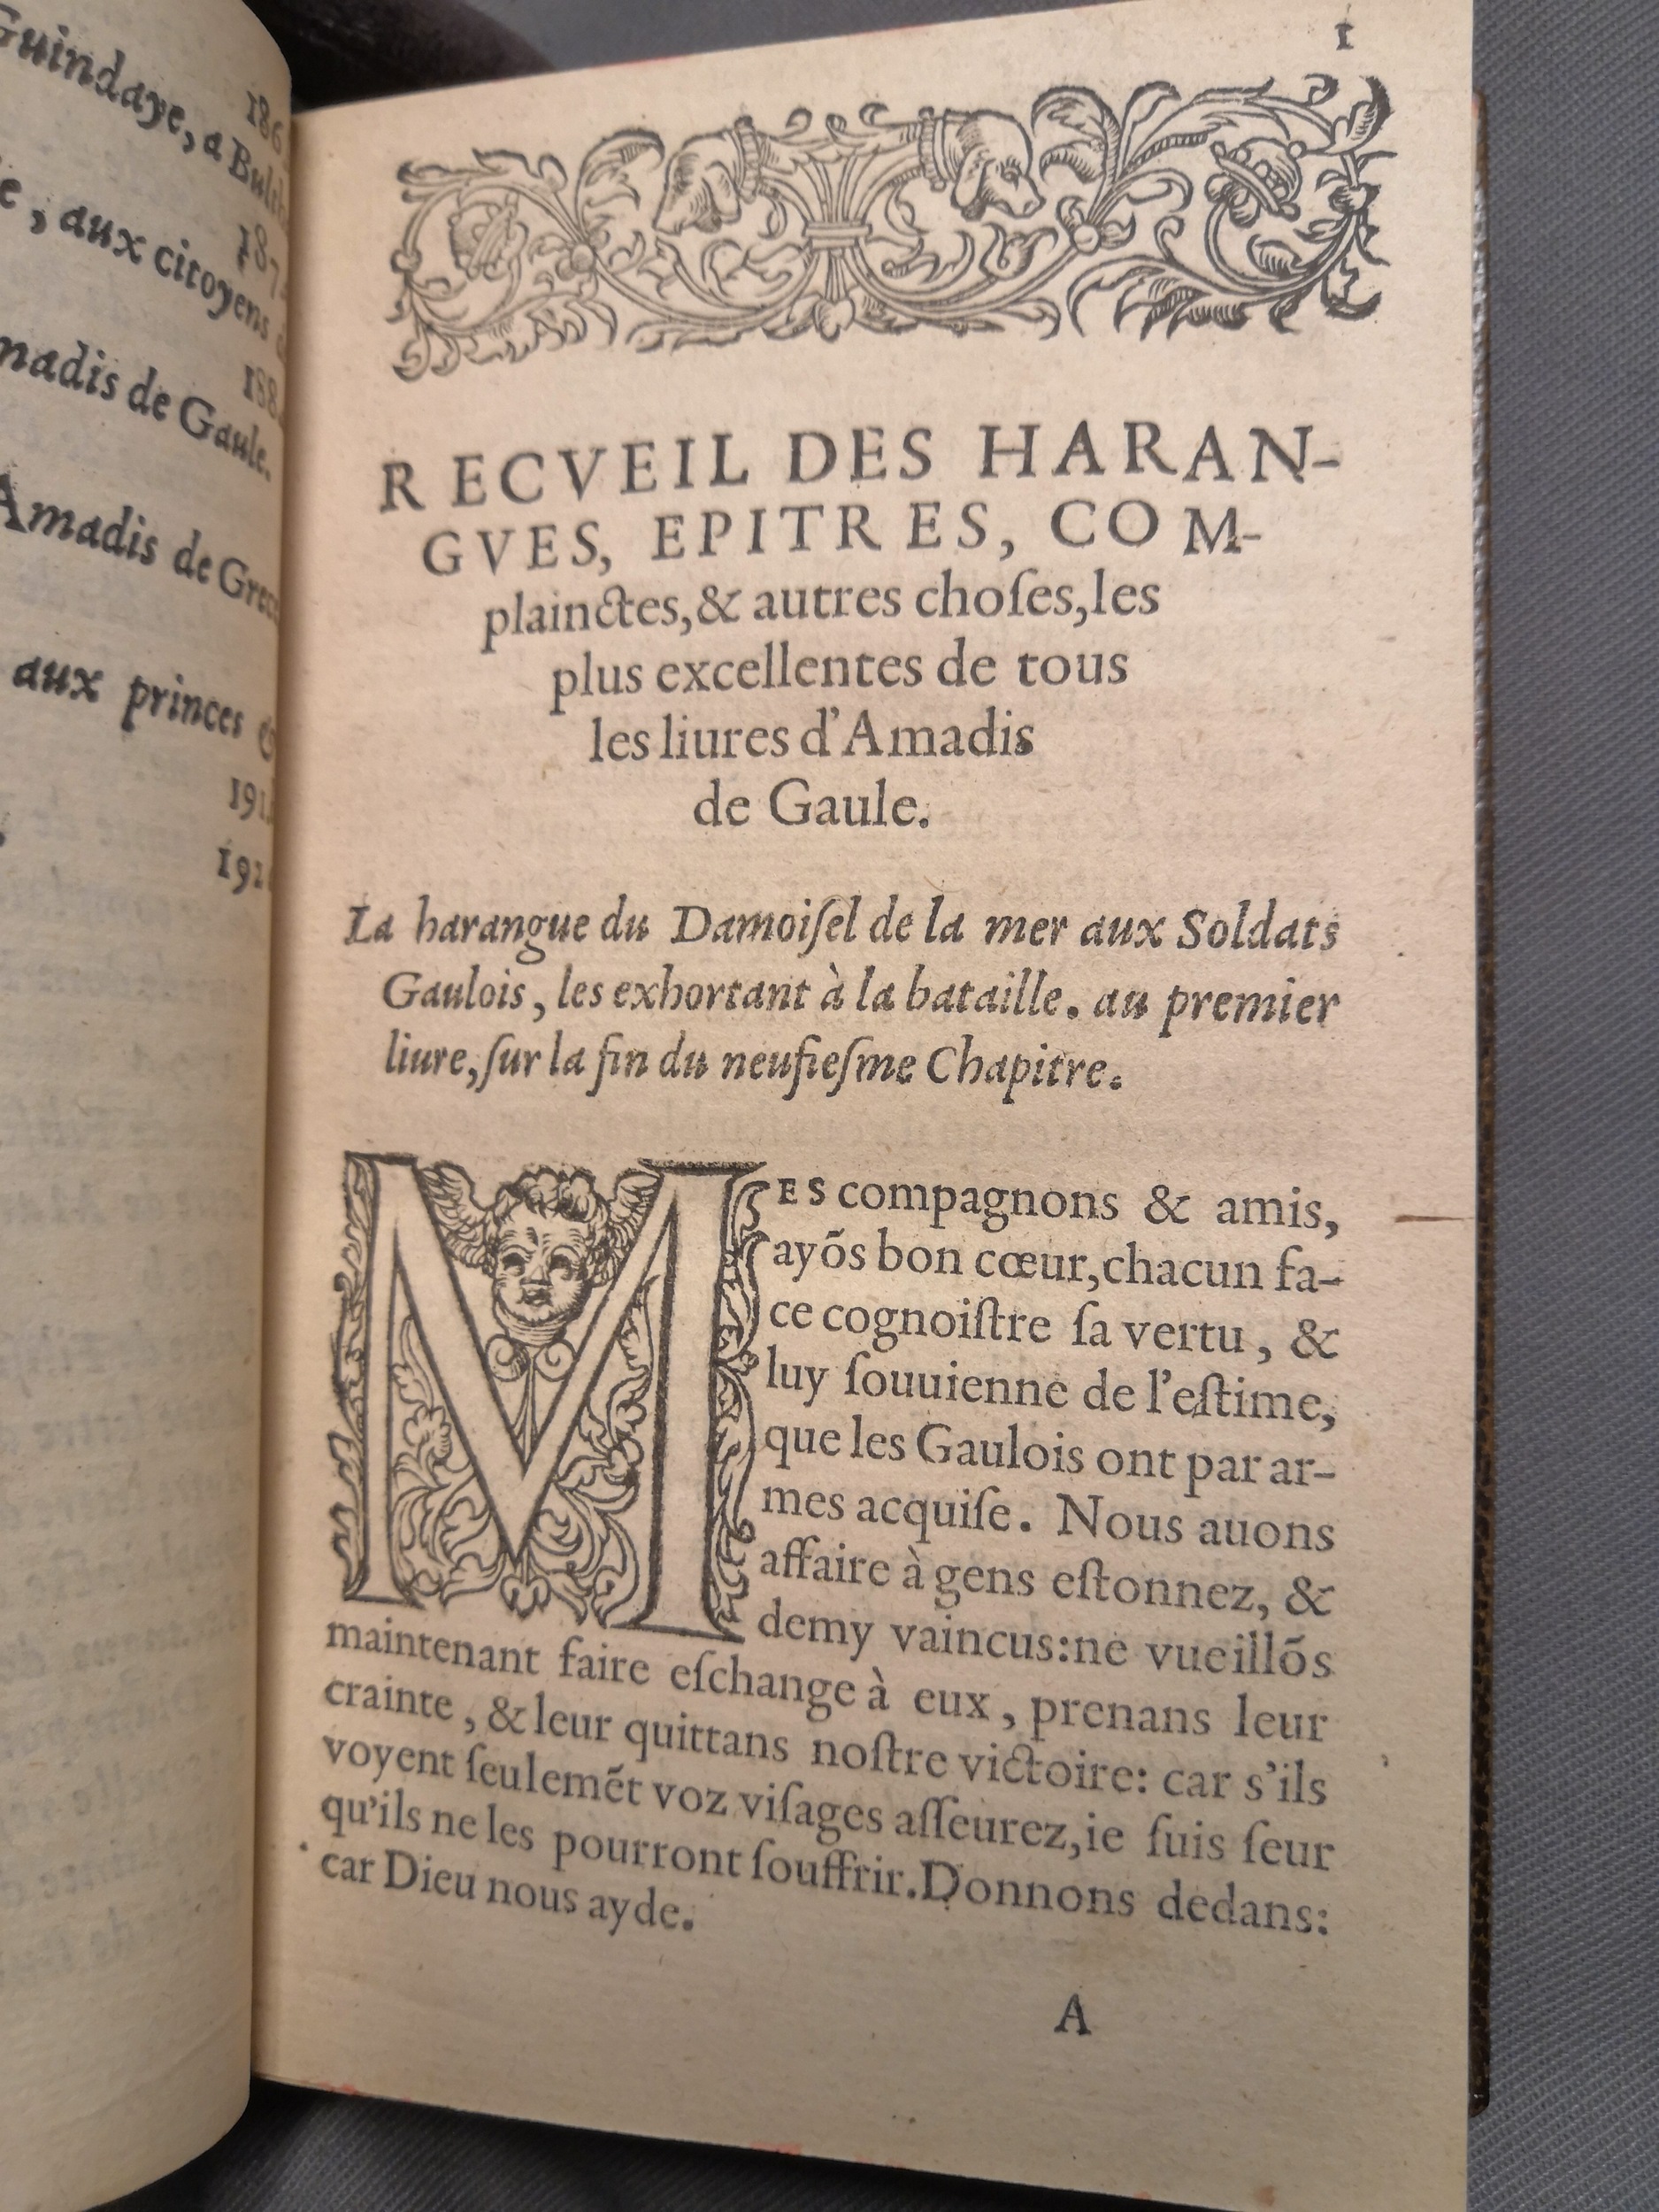 Guindaye, a
186
187
e, aux citoyens
188
madis de Gaule.
Amadis de
aux princes &
191
192
1
RECVEIL DES HARAN-
GVES, EPITRES, COM-
plainctes,& autres choſes,les
plus excellentes de tous
les liures d'Amadis
de Gaule.
La harangue du Damoiſel de la mer aux Soldats
Gaulois, les exhortant à la bataille. au premier
liure,ſur la fin du neufieſme Chapitre.
MES compagnons & amis,
ayõs bon cœur,chacun fa-
ce cognoiſtre ſa vertu, &
luy ſouuienne de l'eſtime,
que les Gaulois ont par ar-
mes acquiſe. Nous auons
affaire à gens eſtonnez, &
demy vaincus:ne vueillõs
maintenant faire eſchange à eux, prenans leur
crainte, & leur quittans noſtre victoire: car s'ils
voyent ſeulemẽt voz viſages aſſeurez,ie ſuis ſeur
qu'ils ne les pourront ſouffrir.Donnons dedans:
car Dieu nous ayde.
A